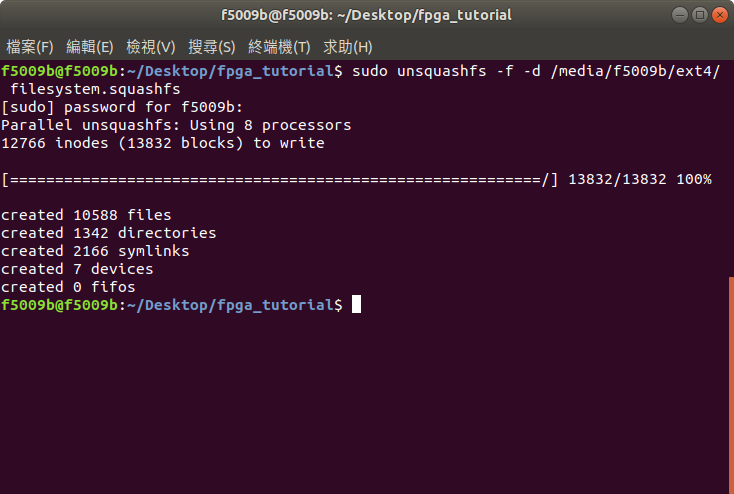 f5009b@f5009b: ~/Desktop/fpga_tutorial
檔案(F) 編輯(E) 檢視(V) 搜尋(S) 終端機(T) 求助(H)
f5009b@f5009b:~/Desktop/fpga_tutorial$ sudo unsquashfs -f -d /media/f5009b/ext4/
filesystem.squashfs
[sudo] password for f5009b:
Parallel unsquashfs: Using 8 processors
12766 inodes (13832 blocks) to write
[===========================================================/] 13832/13832 100%
created 10588 files
created 1342 directories
created 2166 symlinks
created 7 devices
created 0 fifos
f5009b@f5009b:~/Desktop/fpga_tutorial$